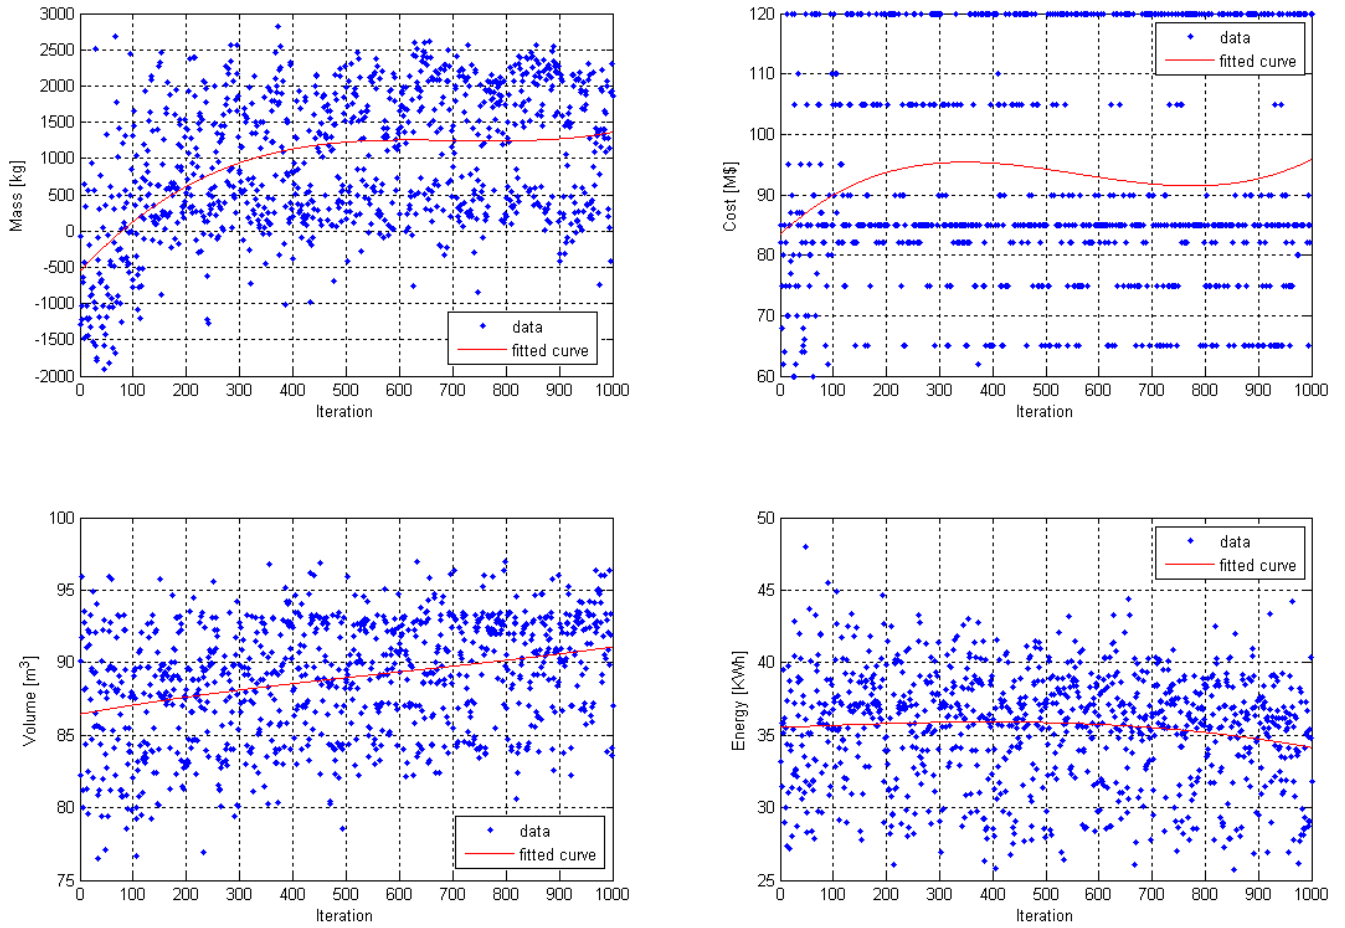 3000
2500
2000
1500
1000
500
0
-500
-1000
-1500
-2000
Mass [kg]
0 100 200 300 400 500 600 700 800 900 1000
Iteration
data
fitted curve
120
110
100
90
80
70
60
Cost [M$]
0 100 200 300 400 500 600 700 800 900 1000
Iteration
data
fitted curve
100
95
90
85
80
75
Volume [m³]
0 100 200 300 400 500 600 700 800 900 1000
Iteration
data
fitted curve
50
45
40
35
30
25
Energy [KWh]
0 100 200 300 400 500 600 700 800 900 1000
Iteration
data
fitted curve